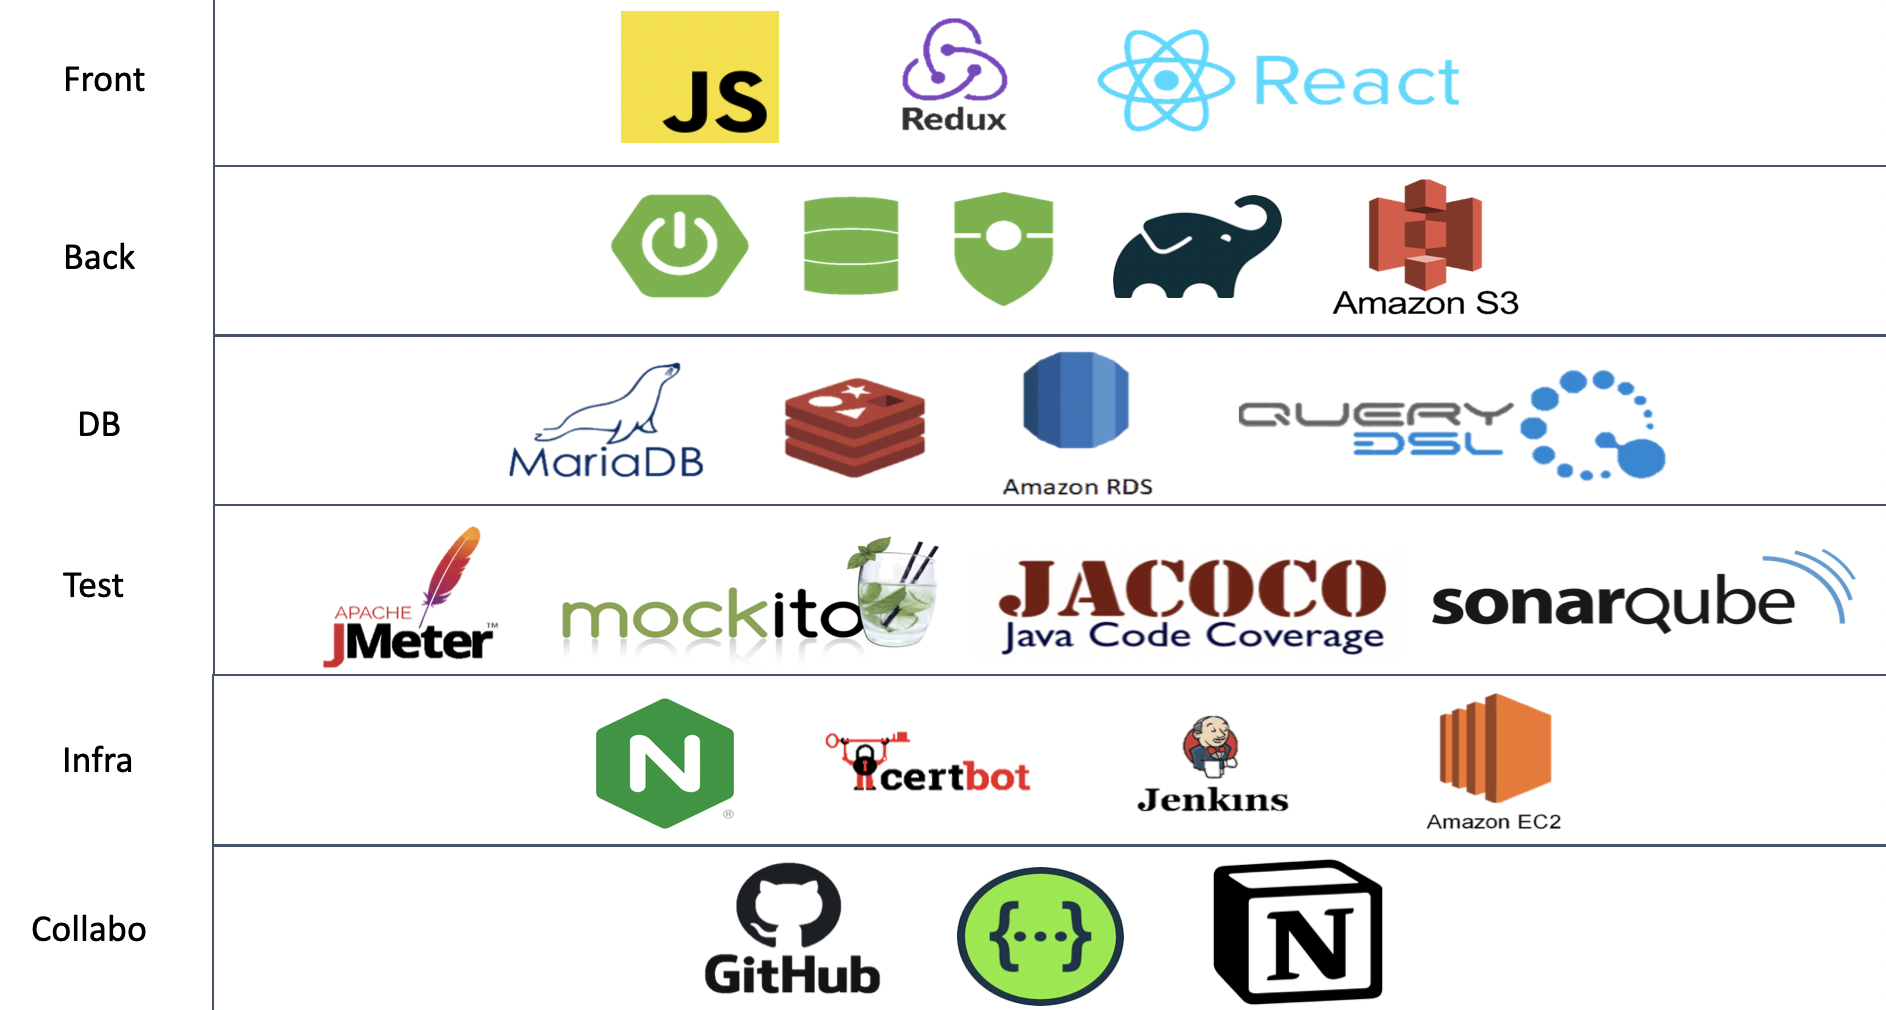 Front
JS
Redux
React
Back
Amazon S3
DB
MariaDB
Amazon RDS
QUERY
DSL
Test
APACHE
JMeter™
mockito
JACOCO
Java Code Coverage
sonarqube
Infra
N
®
certbot
Jenkins
Amazon EC2
Collabo
GitHub
{···}
N